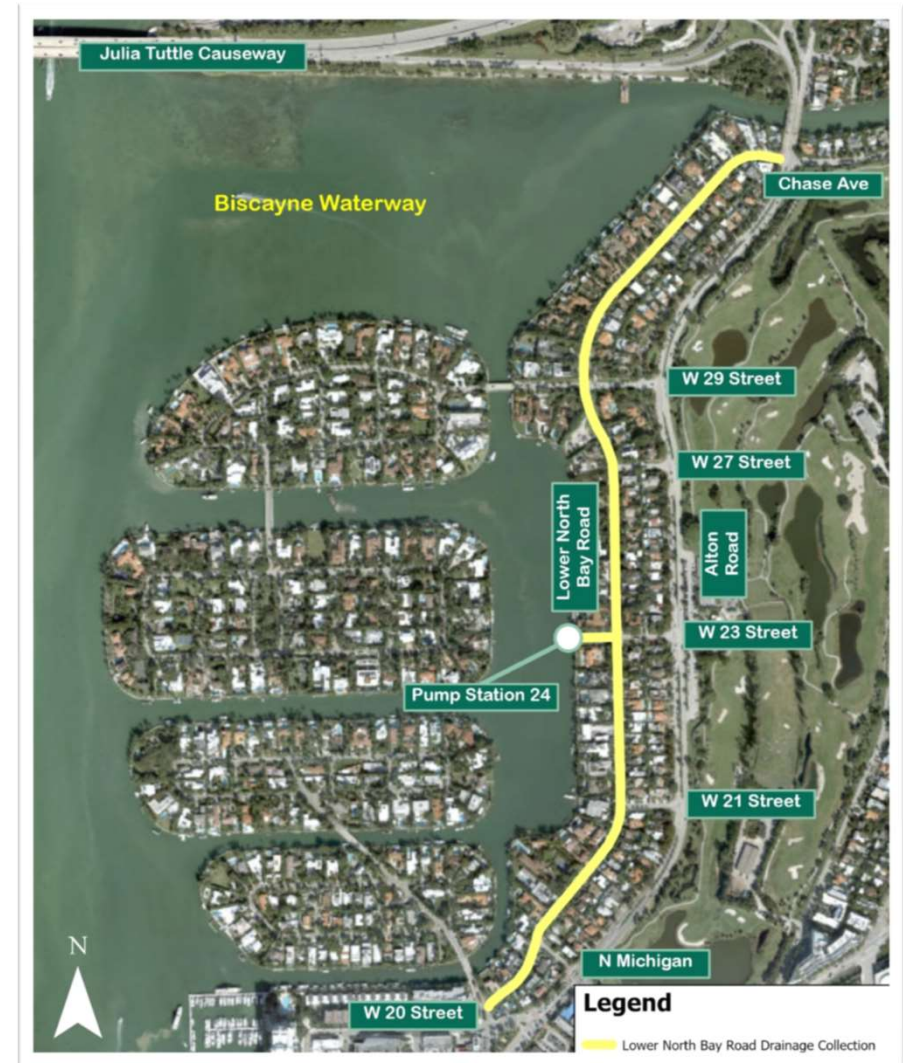 Julia Tuttle Causeway
Biscayne Waterway
Chase Ave
W 29 Street
W 27 Street
Lower North
Bay Road
Alton
Road
W 23 Street
Pump Station 24
W 21 Street
N Michigan
N
W 20 Street
Legend
Lower North Bay Road Drainage Collection